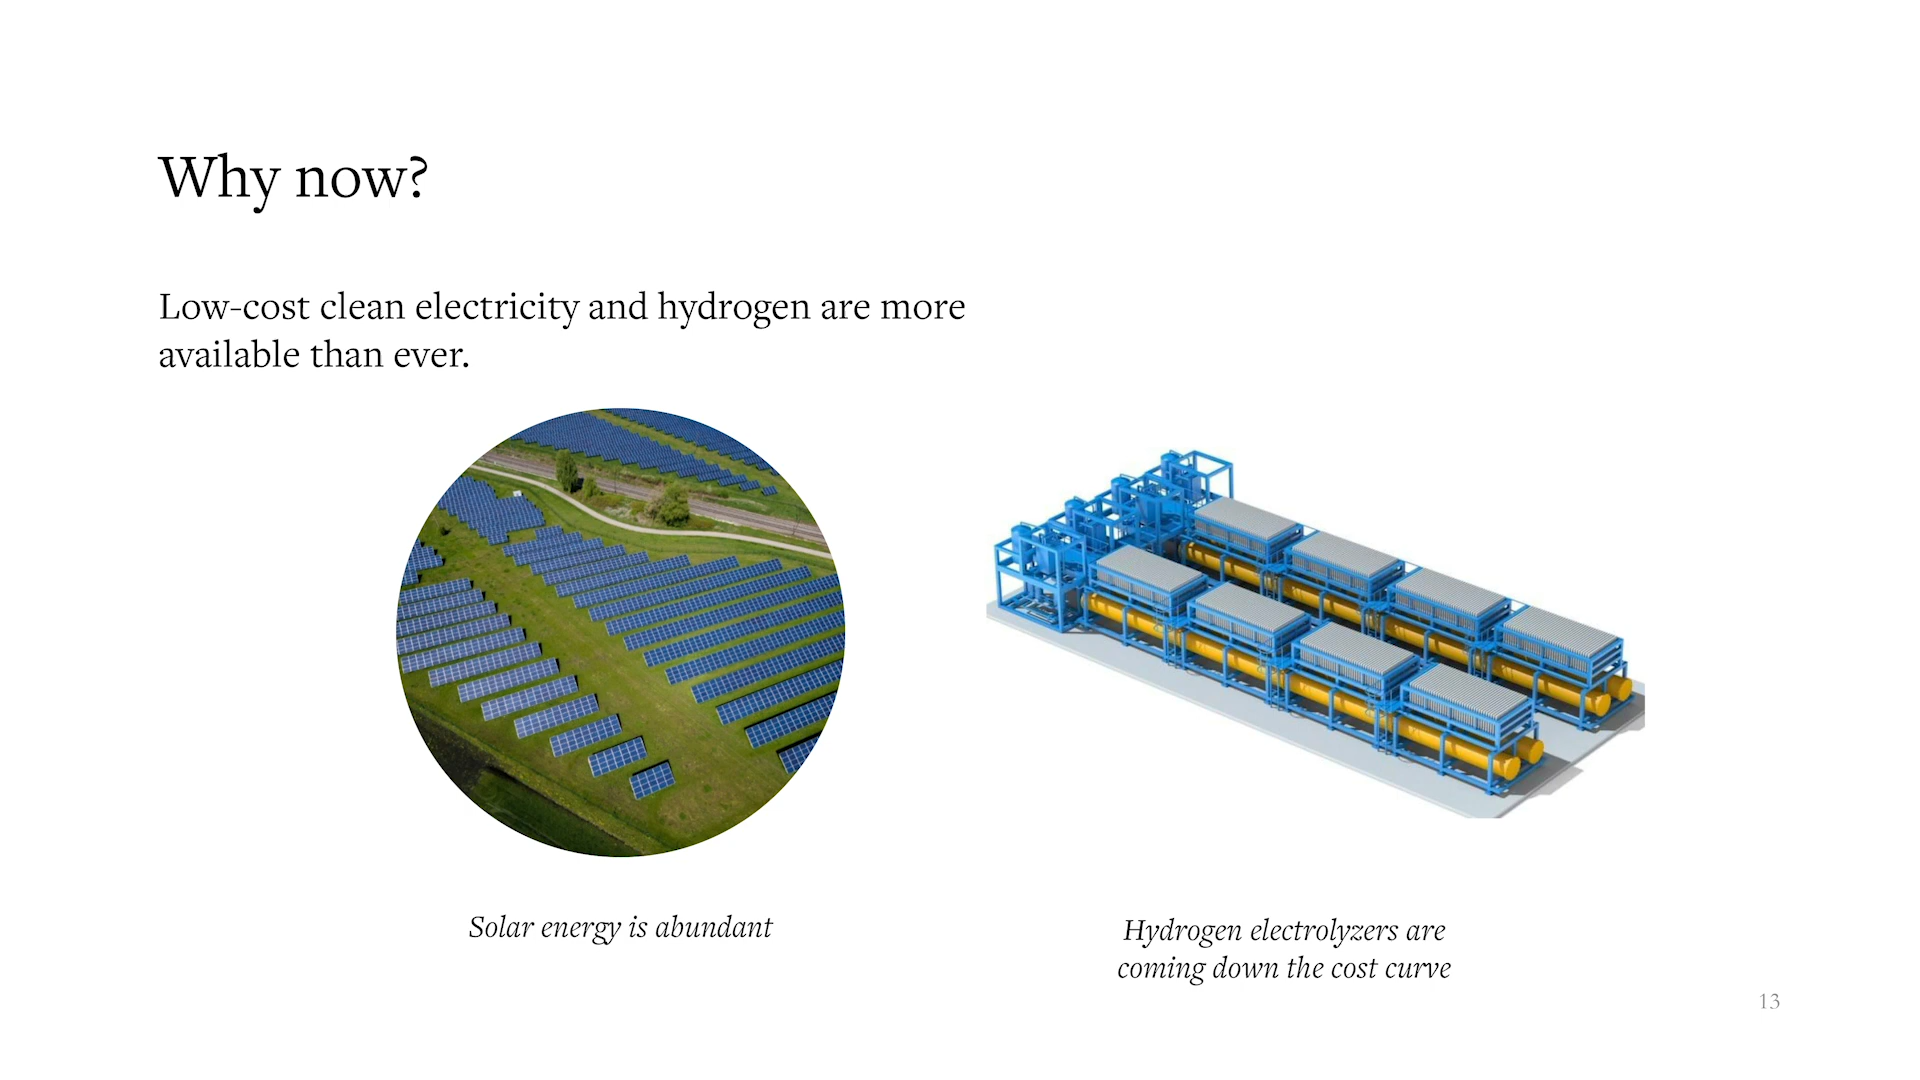 Why now?
Low-cost clean electricity and hydrogen are more
available than ever.
Solar energy is abundant
Hydrogen electrolyzers are
coming down the cost curve
13